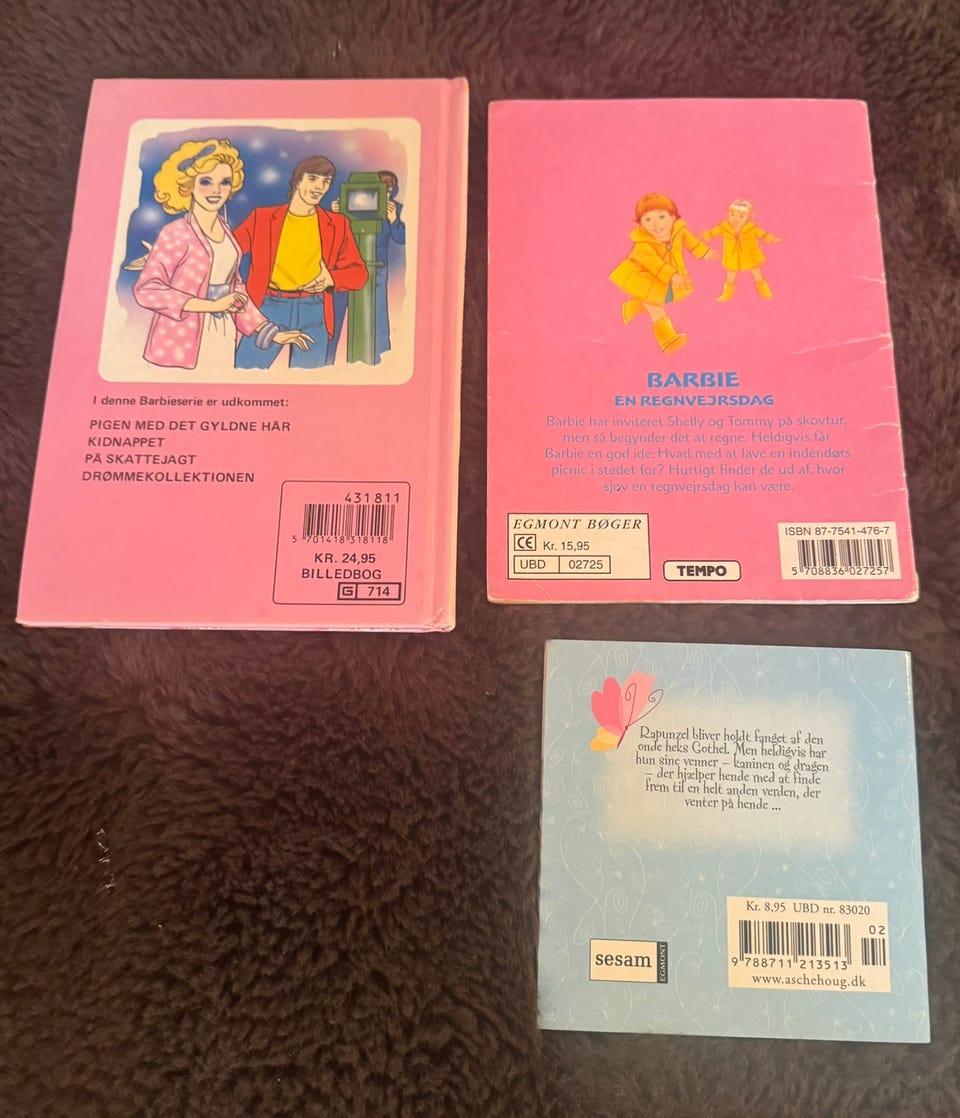 I denne Barbieserie er udkommet:
PIGEN MED DET GYLDNE HÅR
KIDNAPPET
PÅ SKATTEJAGT
DRØMMEKOLLEKTIONEN
431811
5 701418 318118
KR. 24,95
BILLEDBOG
G 714
BARBIE
EN REGNVEJRSDAG
Barbie har inviteret Shelly og Tommy på skovtur,
men så begynder det at regne. Heldigvis får
Barbie en god idé: Hvad med at lave en indendørs
picnic i stedet for? Hurtigt finder de ud af, hvor
sjov en regnvejrsdag kan være.
EGMONT BØGER
CE Kr. 15,95
UBD 02725
TEMPO
ISBN 87-7541-476-7
5 708836 027257
Rapunzel bliver holdt fanget af den
onde heks Gothel. Men heldigvis har
hun sine venner – kaninen og dragen
– der hjælper hende med at finde
frem til en helt anden verden, der
venter på hende ...
sesam
EGMONT
Kr. 8,95 UBD nr. 83020
02
9 788711 213513
www.aschehoug.dk